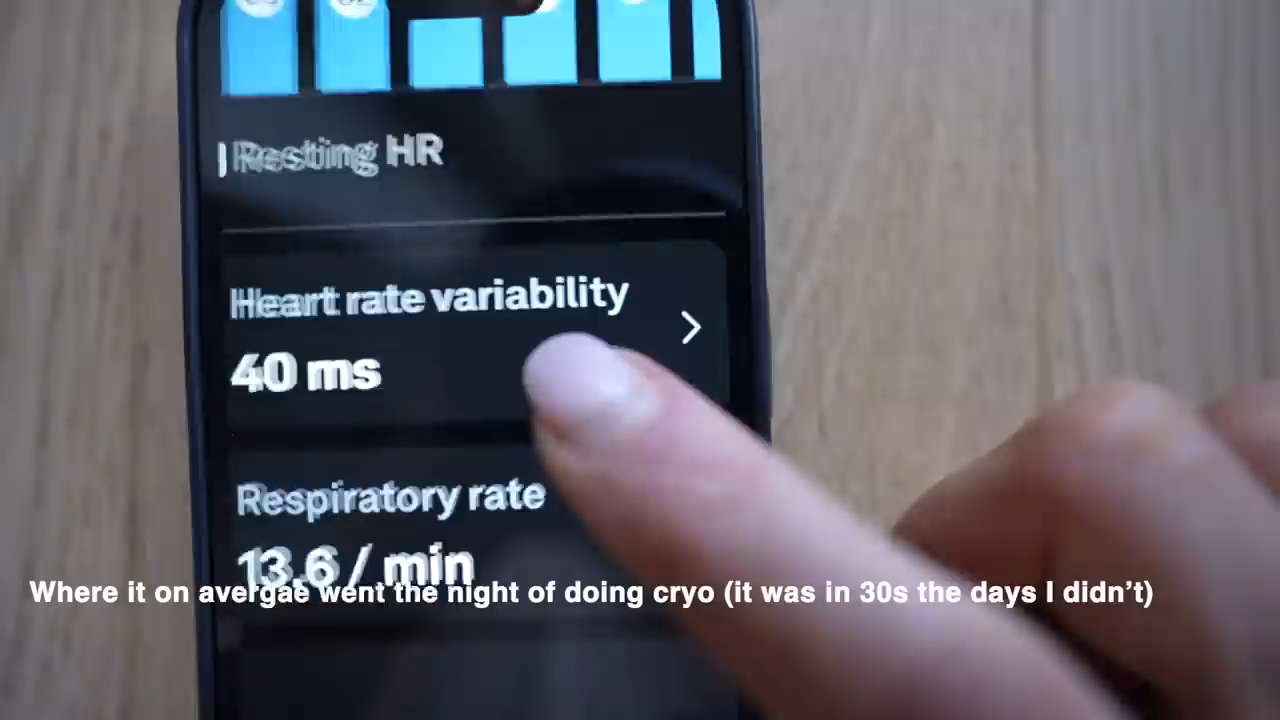 Resting HR
Heart rate variability
40 ms
Respiratory rate
13.6 / min
Where it on avergae went the night of doing cryo (it was in 30s the days I didn’t)